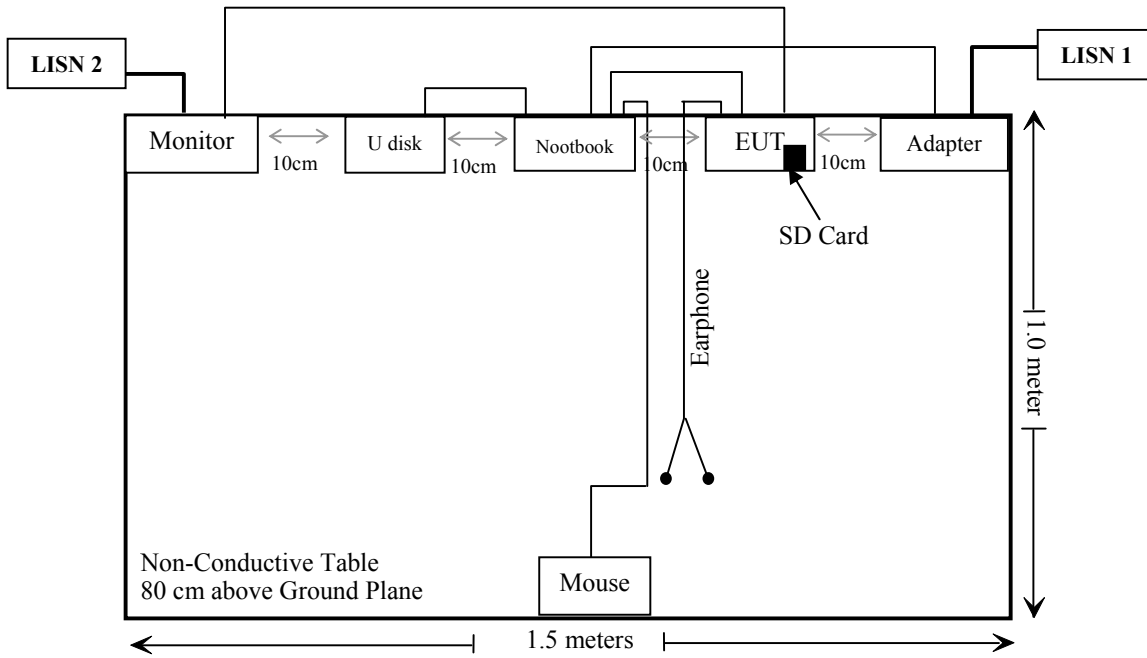 LISN 2
LISN 1
Monitor
U disk
Nootbook
EUT
Adapter
10cm
10cm
10cm
10cm
SD Card
Earphone
1.0 meter
Non-Conductive Table
80 cm above Ground Plane
Mouse
1.5 meters